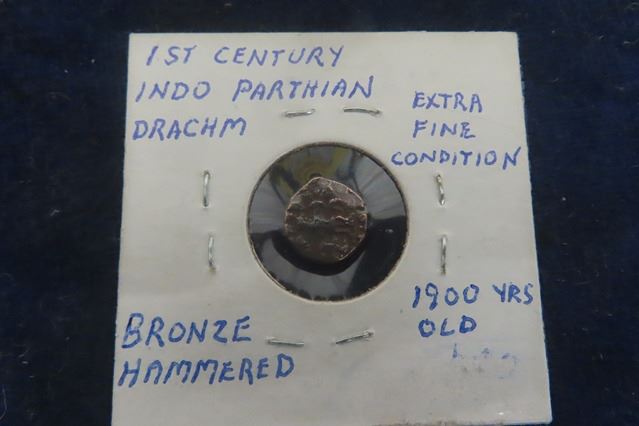 1ST CENTURY
INDO PARTHIAN
DRACHM
EXTRA
FINE
CONDITION
BRONZE
HAMMERED
1900 YRS
OLD